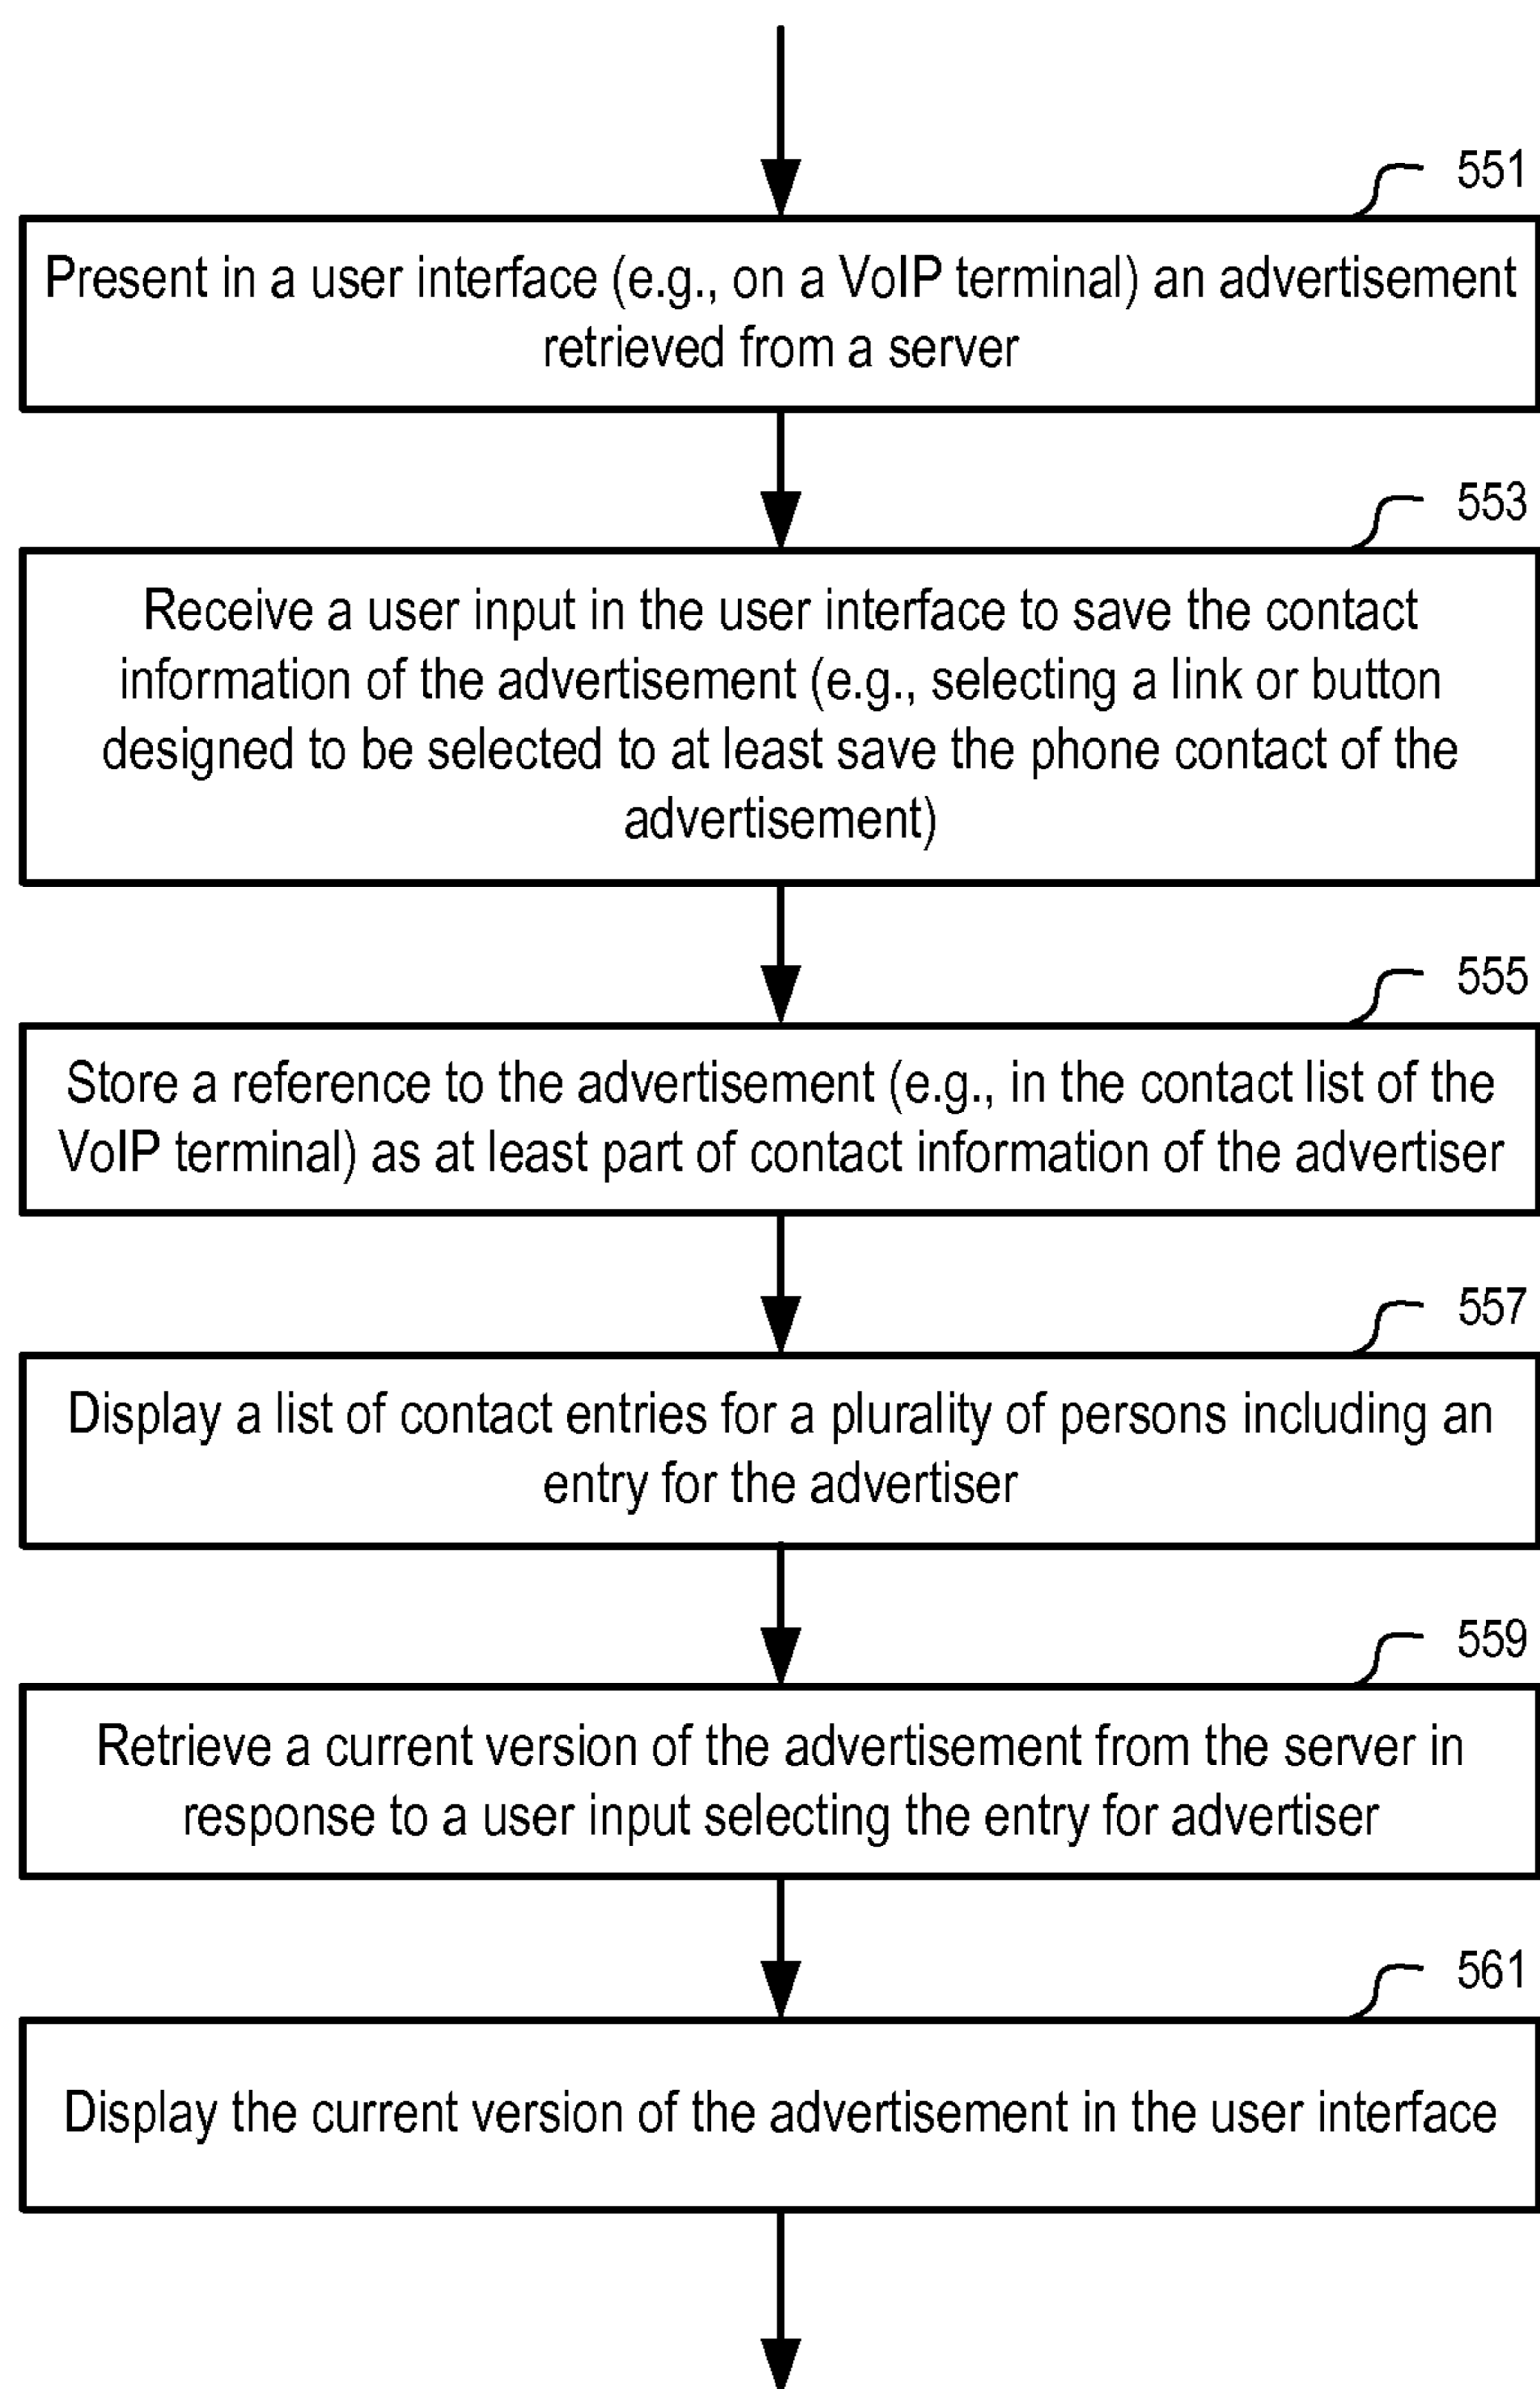 551
Present in a user interface (e.g., on a VoIP terminal) an advertisement
retrieved from a server
553
Receive a user input in the user interface to save the contact
information of the advertisement (e.g., selecting a link or button
designed to be selected to at least save the phone contact of the
advertisement)
555
Store a reference to the advertisement (e.g., in the contact list of the
VoIP terminal) as at least part of contact information of the advertiser
557
Display a list of contact entries for a plurality of persons including an
entry for the advertiser
559
Retrieve a current version of the advertisement from the server in
response to a user input selecting the entry for advertiser
561
Display the current version of the advertisement in the user interface